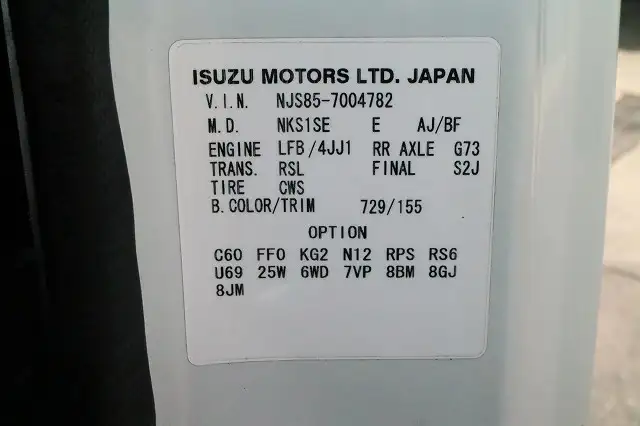 ISUZU MOTORS LTD. JAPAN
V.I.N. NJS85-7004782
M.D. NKS1SE E AJ/BF
ENGINE LFB/4JJ1 RR AXLE G73
TRANS. RSL FINAL S2J
TIRE CWS
B.COLOR/TRIM 729/155
OPTION
C60 FF0 KG2 N12 RPS RS6
U69 25W 6WD 7VP 8BM 8GJ
8JM